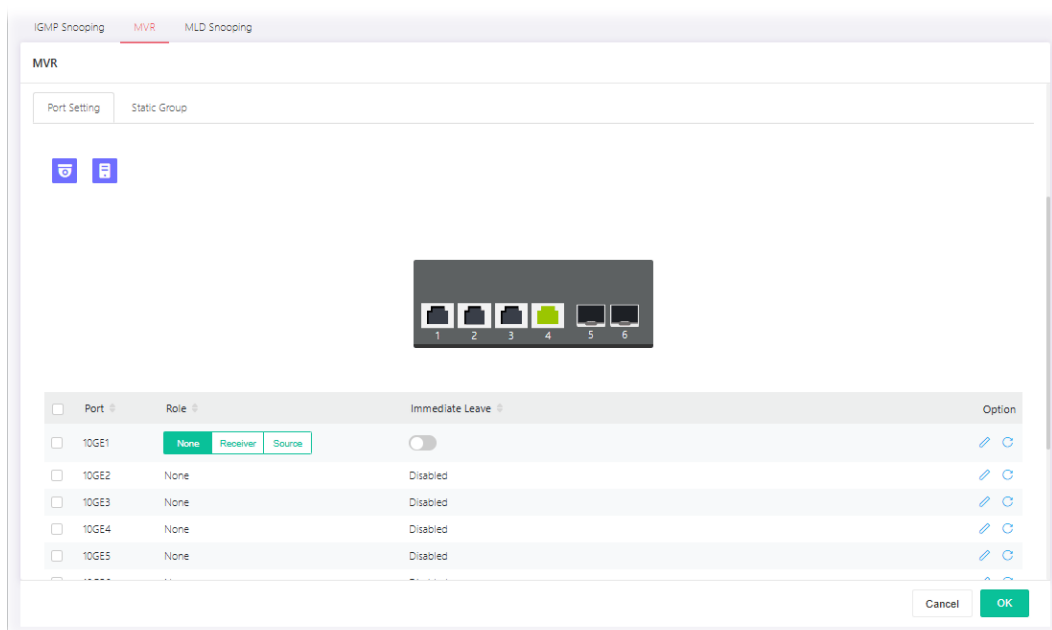 IGMP Snooping MVR MLD Snooping
MVR
Port Setting Static Group
1 2 3 4 5 6
Port Role Immediate Leave Option
10GE1 None Receiver Source
10GE2 None Disabled
10GE3 None Disabled
10GE4 None Disabled
10GE5 None Disabled
Cancel OK